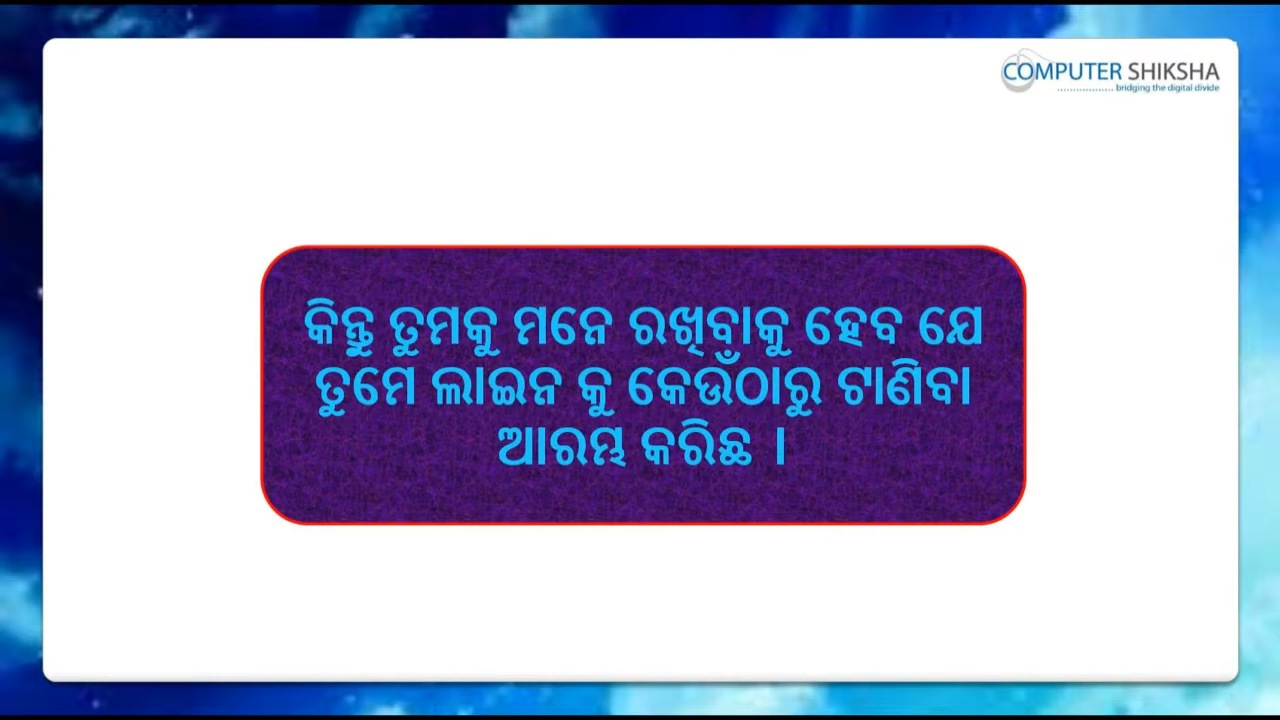 COMPUTER SHIKSHA
bridging the digital divide
କିନ୍ତୁ ତୁମକୁ ମନେ ରଖିବାକୁ ହେବ ଯେ
ତୁମେ ଲାଇନ କୁ କେଉଁଠାରୁ ଟାଣିବା
ଆରମ୍ଭ କରିଛ ।